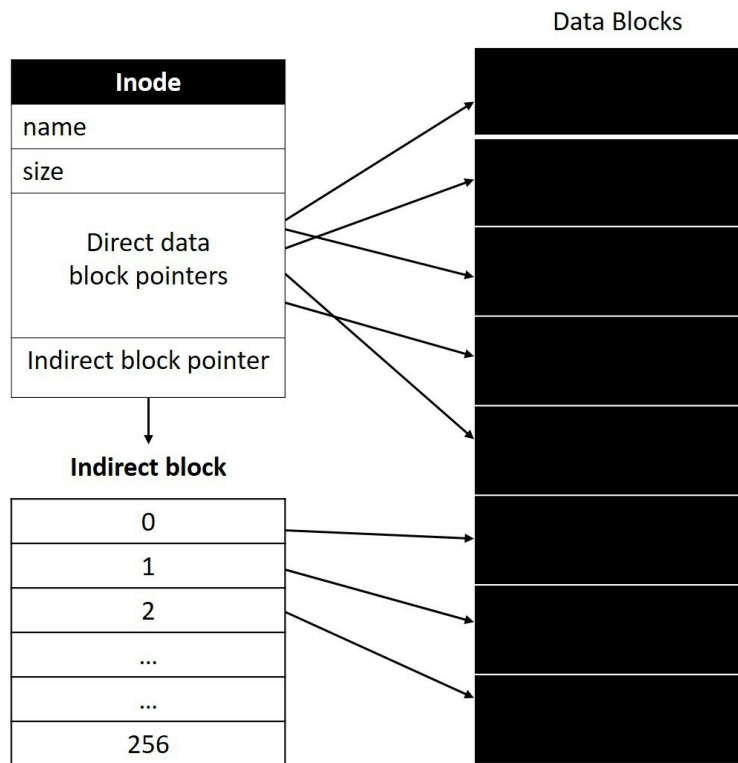 Data Blocks
Inode
name
size
Direct data
block pointers
Indirect block pointer
Indirect block
0
1
2
...
...
256